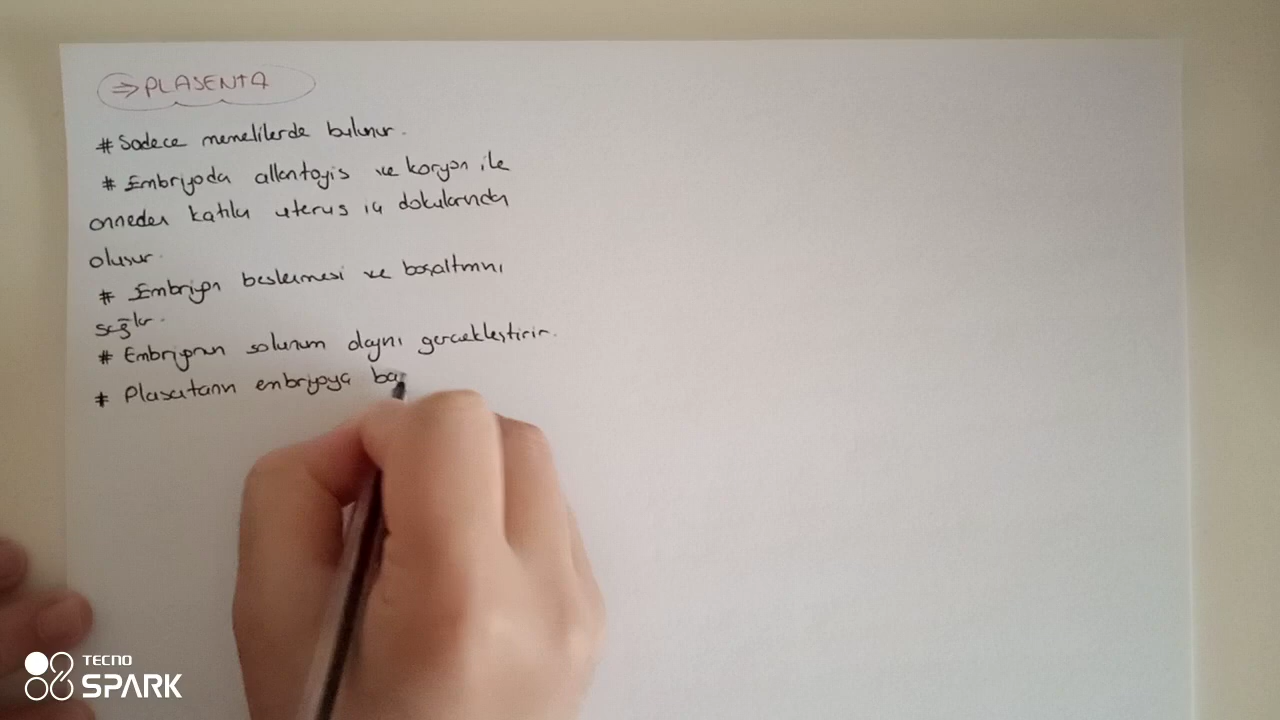 ⇒ PLASENTA
# Sadece memelilerde bulunur.
# Embriyoda allantoyis ve koryon ile
anneden katılan uterus iç dokularından
oluşur.
# Embriyon beslenmesi ve boşaltımını
sağlar.
# Embriyonun solunum olayını gerçekleştirir.
# Plasentanın embriyoya ba
TECNO
SPARK